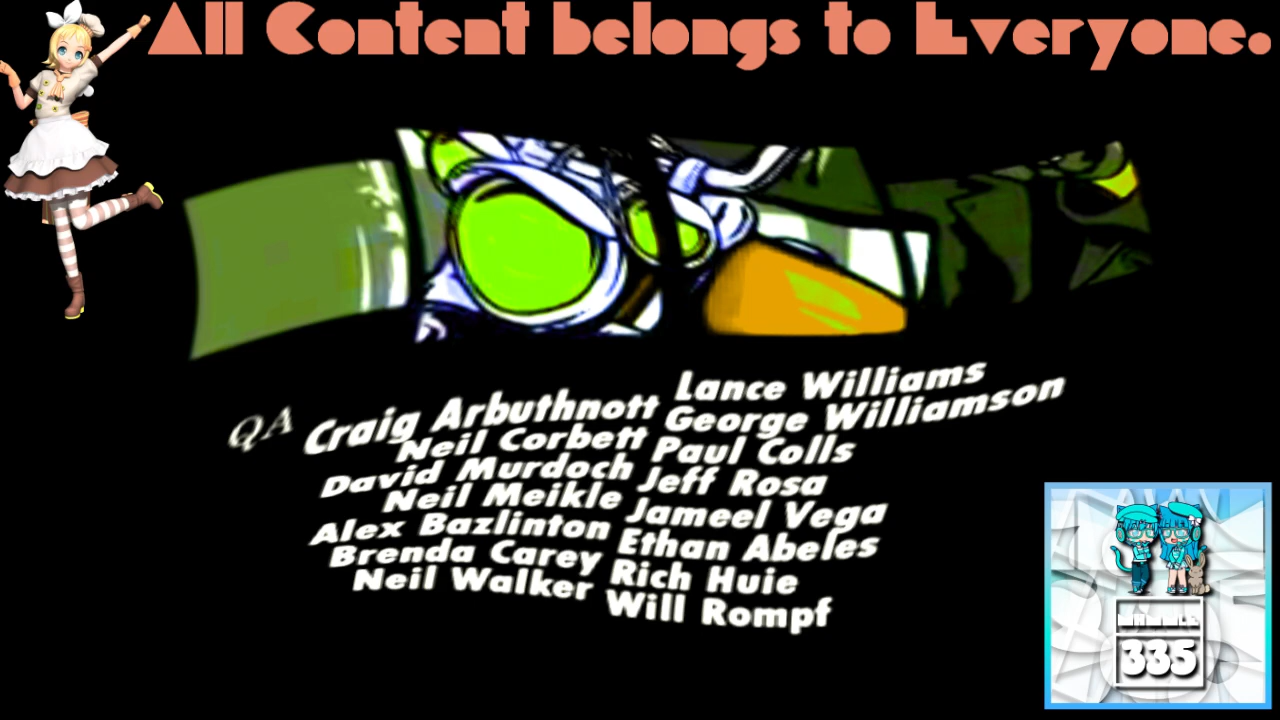 All Content belongs to Everyone.
QA Craig Arbuthnott Lance Williams
Neil Corbett George Williamson
David Murdoch Paul Colls
Neil Meikle Jeff Rosa
Alex Bazlinton Jameel Vega
Brenda Carey Ethan Abeles
Neil Walker Rich Huie
Will Rompf
335